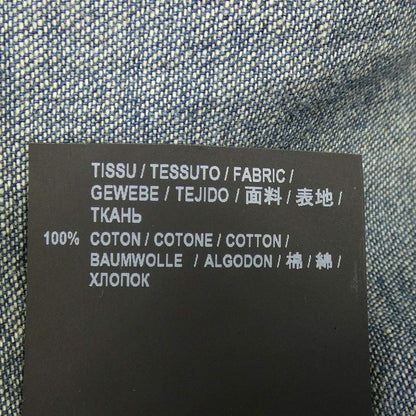 TISSU / TESSUTO / FABRIC /
GEWEBE / TEJIDO / 面料 / 表地 /
ТКАНЬ
100% COTON / COTONE / COTTON /
BAUMWOLLE / ALGODON / 棉 / 綿 /
ХЛОПОК